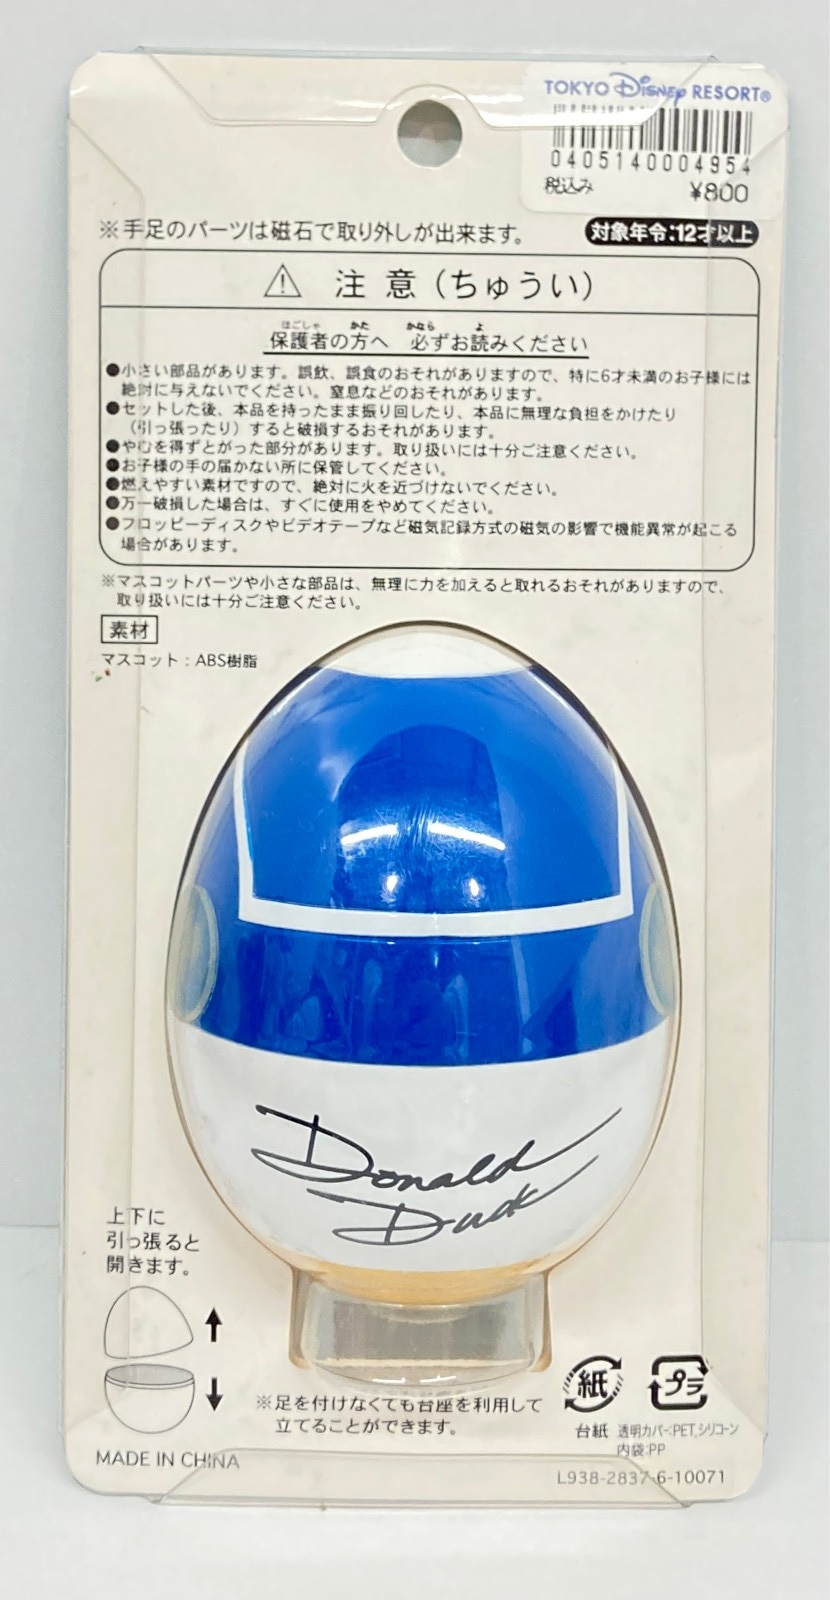 TOKYO Disney RESORT®
0405140004954
税込み ¥800
※手足のパーツは磁石で取り外しが出来ます。
対象年令:12才以上
注意(ちゅうい)
ほごしゃ かた かなら よ
保護者の方へ 必ずお読みください
●小さい部品があります。誤飲、誤食のおそれがありますので、特に6才未満のお子様には
絶対に与えないでください。窒息などのおそれがあります。
●セットした後、本品を持ったまま振り回したり、本品に無理な負担をかけたり
(引っ張ったり)すると破損するおそれがあります。
●やむを得ずとがった部分があります。取り扱いには十分ご注意ください。
●お子様の手の届かない所に保管してください。
●燃えやすい素材ですので、絶対に火を近づけないでください。
●万一破損した場合は、すぐに使用をやめてください。
●フロッピーディスクやビデオテープなど磁気記録方式の磁気の影響で機能異常が起こる
場合があります。
※マスコットパーツや小さな部品は、無理に力を加えると取れるおそれがありますので、
取り扱いには十分ご注意ください。
素材
マスコット:ABS樹脂
Donald
Duck
上下に
引っ張ると
開きます。
※足を付けなくても台座を利用して
立てることができます。
紙
プラ
台紙 透明カバー:PET,シリコーン
内袋:PP
MADE IN CHINA
L938-2837-6-10071